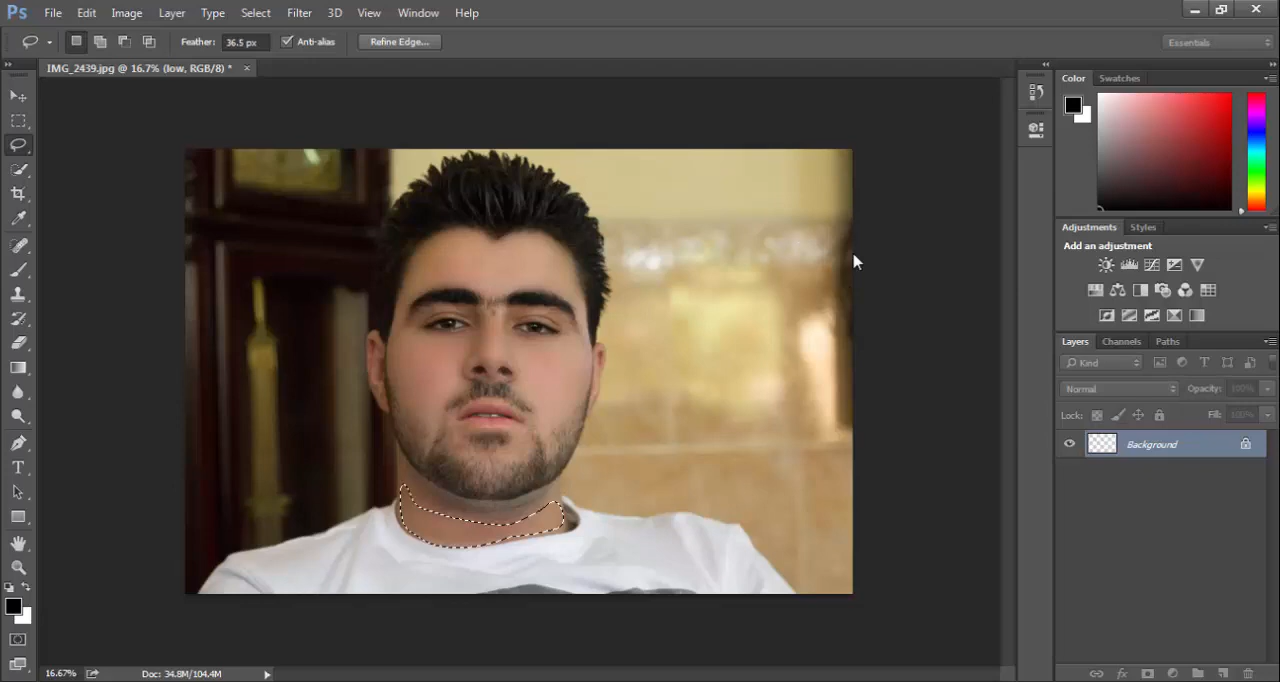 Ps File Edit Image Layer Type Select Filter 3D View Window Help
Feather: 36.5 px Anti-alias Refine Edge... Essentials
IMG_2439.jpg @ 16.7% (low, RGB/8) * ×
Color Swatches
Adjustments Styles
Add an adjustment
Layers Channels Paths
Kind
Normal Opacity: 100%
Lock: Fill: 100%
Background
16.67% Doc: 34.8M/104.4M